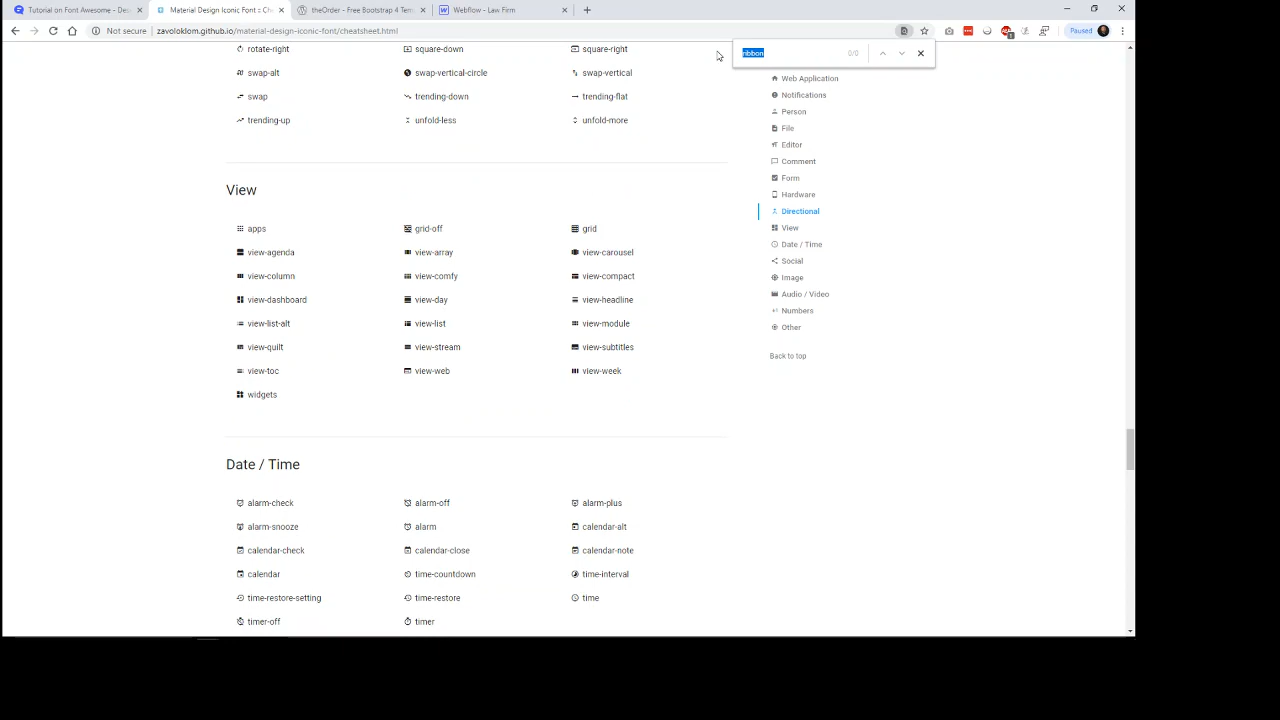 Tutorial on Font Awesome - Des
Material Design Iconic Font :: Ch
theOrder - Free Bootstrap 4 Tem
Webflow - Law Firm
Not secure
zavoloklom.github.io/material-design-iconic-font/cheatsheet.html
Paused
1
ribbon
0/0
rotate-right
square-down
square-right
swap-alt
swap-vertical-circle
swap-vertical
swap
trending-down
trending-flat
trending-up
unfold-less
unfold-more
View
apps
grid-off
grid
view-agenda
view-array
view-carousel
view-column
view-comfy
view-compact
view-dashboard
view-day
view-headline
view-list-alt
view-list
view-module
view-quilt
view-stream
view-subtitles
view-toc
view-web
view-week
widgets
Date / Time
alarm-check
alarm-off
alarm-plus
alarm-snooze
alarm
calendar-alt
calendar-check
calendar-close
calendar-note
calendar
time-countdown
time-interval
time-restore-setting
time-restore
time
timer-off
timer
Web Application
Notifications
Person
File
Editor
Comment
Form
Hardware
Directional
View
Date / Time
Social
Image
Audio / Video
Numbers
Other
Back to top